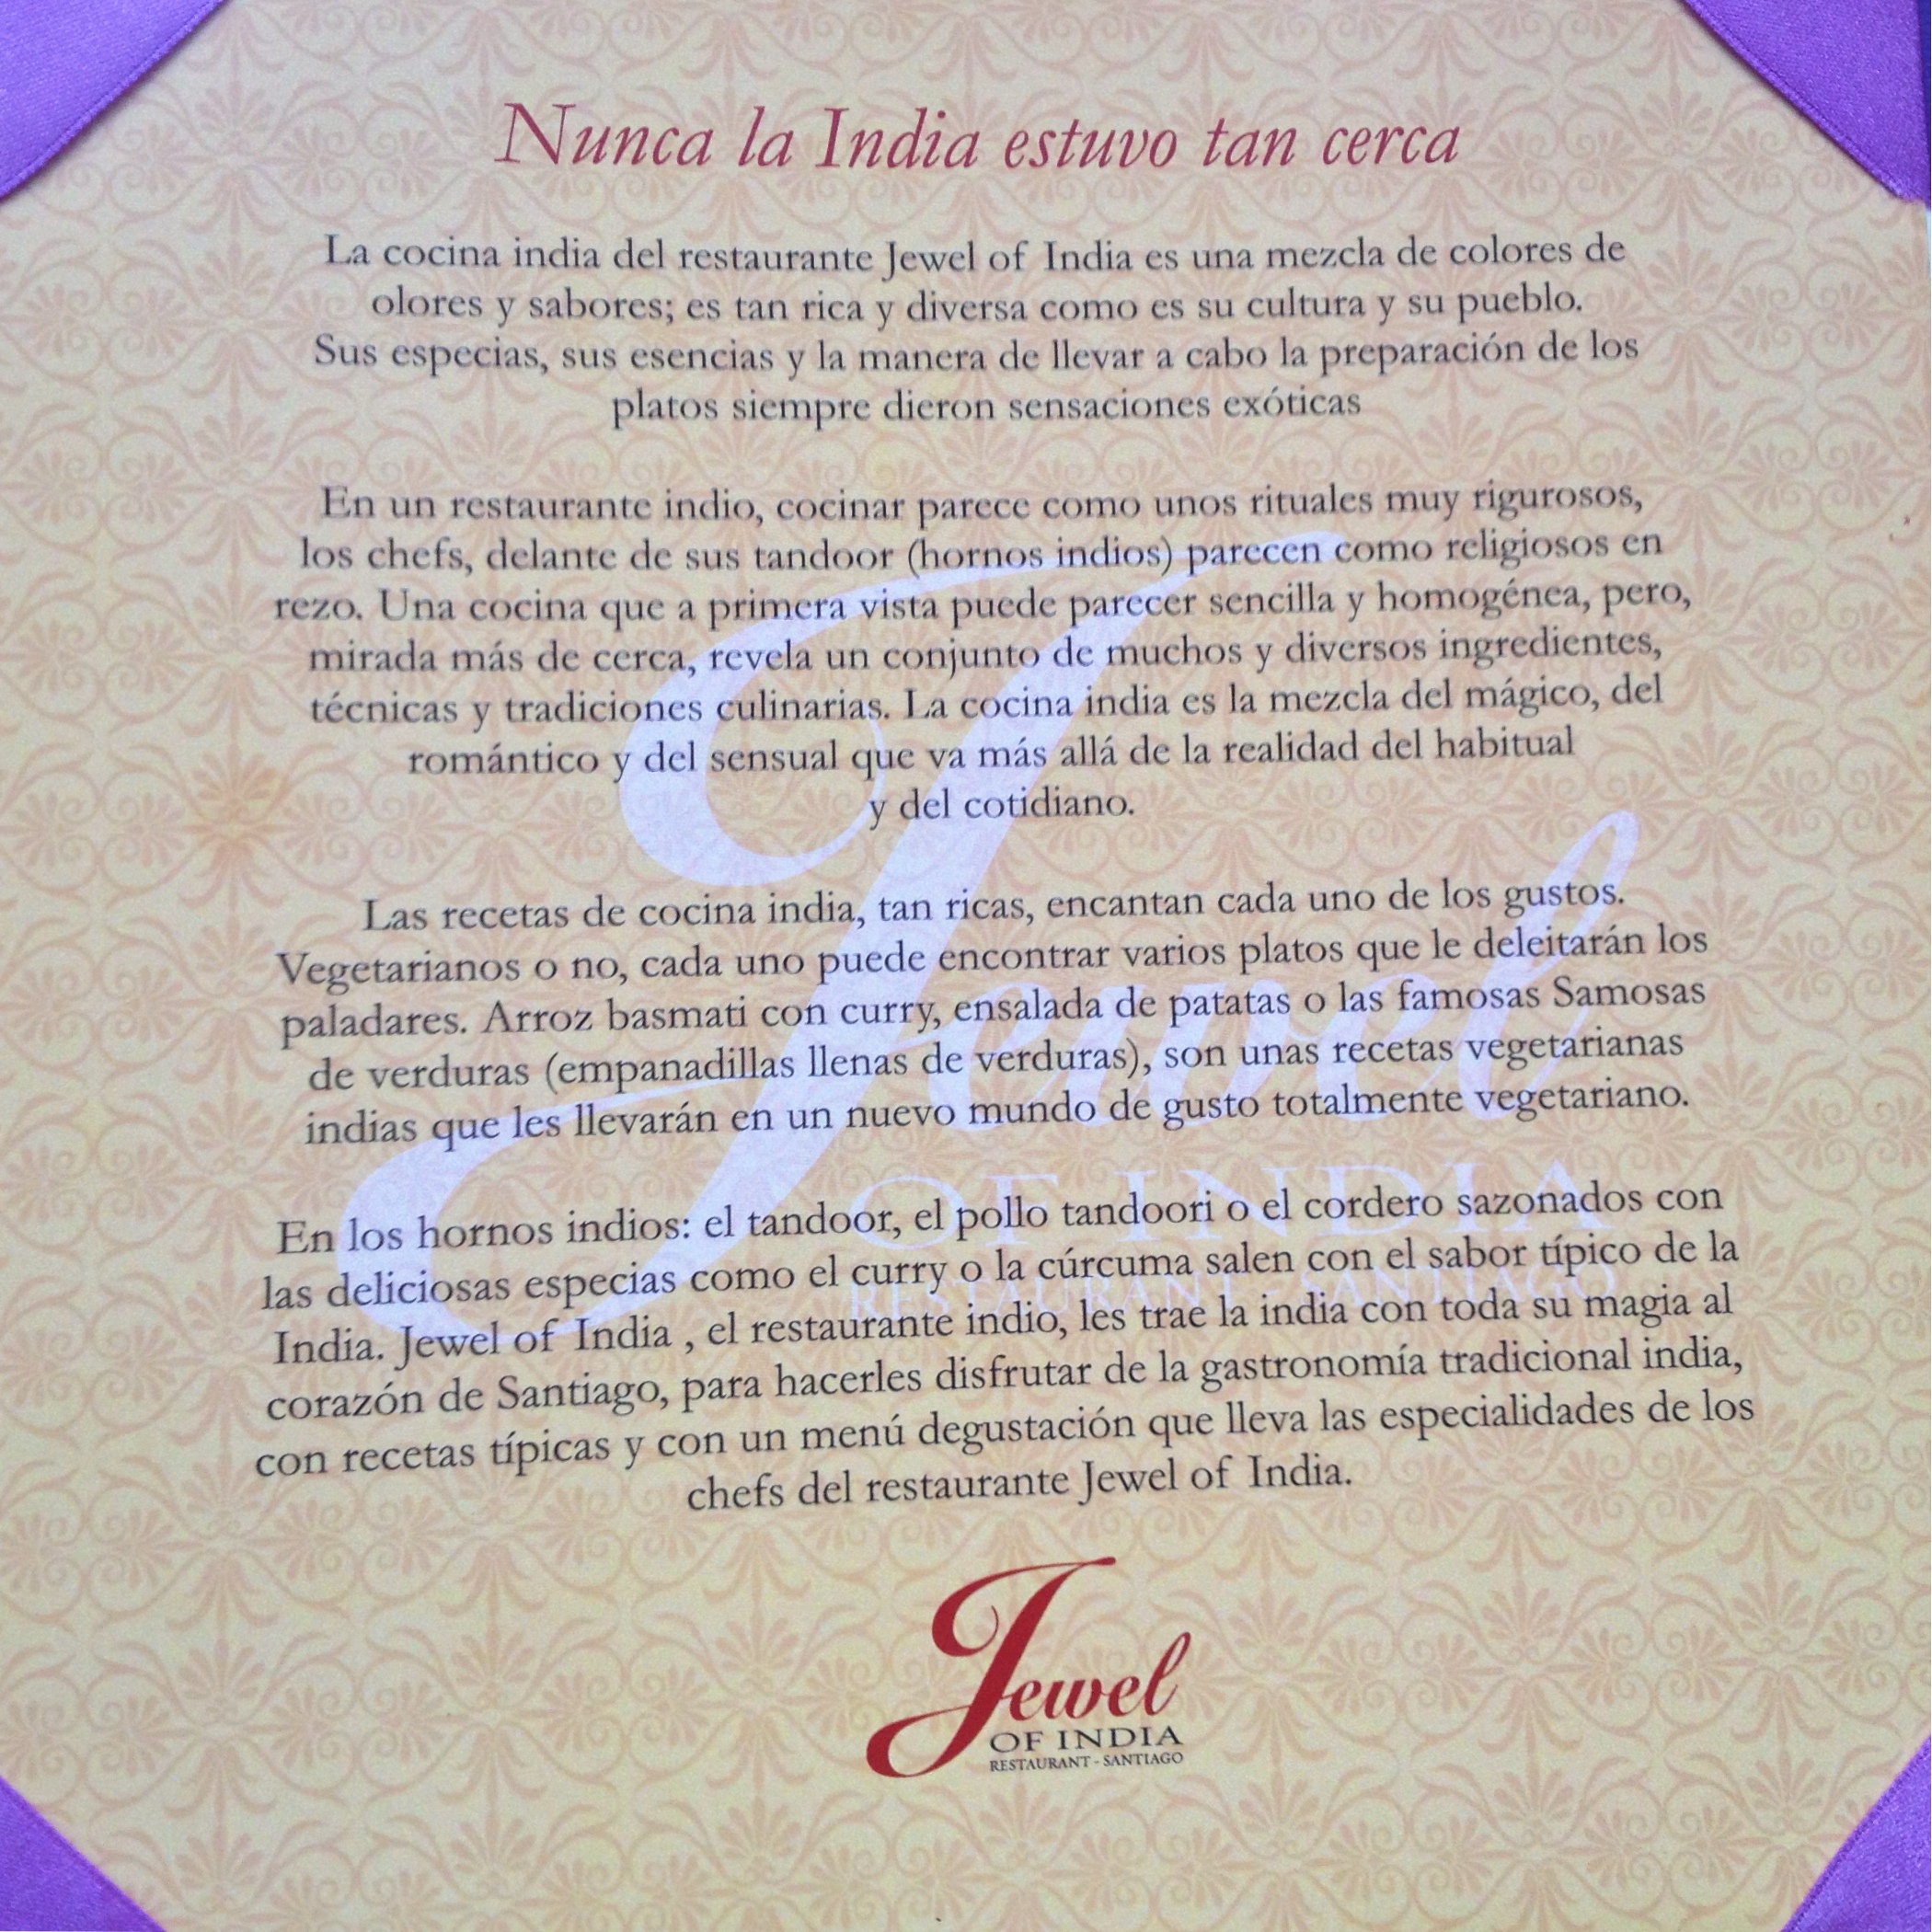 Nunca la India estuvo tan cerca
La cocina india del restaurante Jewel of India es una mezcla de colores de
olores y sabores; es tan rica y diversa como es su cultura y su pueblo.
Sus especias, sus esencias y la manera de llevar a cabo la preparación de los
platos siempre dieron sensaciones exóticas
En un restaurante indio, cocinar parece como unos rituales muy rigurosos,
los chefs, delante de sus tandoor (hornos indios) parecen como religiosos en
rezo. Una cocina que a primera vista puede parecer sencilla y homogénea, pero,
mirada más de cerca, revela un conjunto de muchos y diversos ingredientes,
técnicas y tradiciones culinarias. La cocina india es la mezcla del mágico, del
romántico y del sensual que va más allá de la realidad del habitual
y del cotidiano.
Las recetas de cocina india, tan ricas, encantan cada uno de los gustos.
Vegetarianos o no, cada uno puede encontrar varios platos que le deleitarán los
paladares. Arroz basmati con curry, ensalada de patatas o las famosas Samosas
de verduras (empanadillas llenas de verduras), son unas recetas vegetarianas
indias que les llevarán en un nuevo mundo de gusto totalmente vegetariano.
En los hornos indios: el tandoor, el pollo tandoori o el cordero sazonados con
las deliciosas especias como el curry o la cúrcuma salen con el sabor típico de la
India. Jewel of India , el restaurante indio, les trae la india con toda su magia al
corazón de Santiago, para hacerles disfrutar de la gastronomía tradicional india,
con recetas típicas y con un menú degustación que lleva las especialidades de los
chefs del restaurante Jewel of India.
Jewel
OF INDIA
RESTAURANT - SANTIAGO